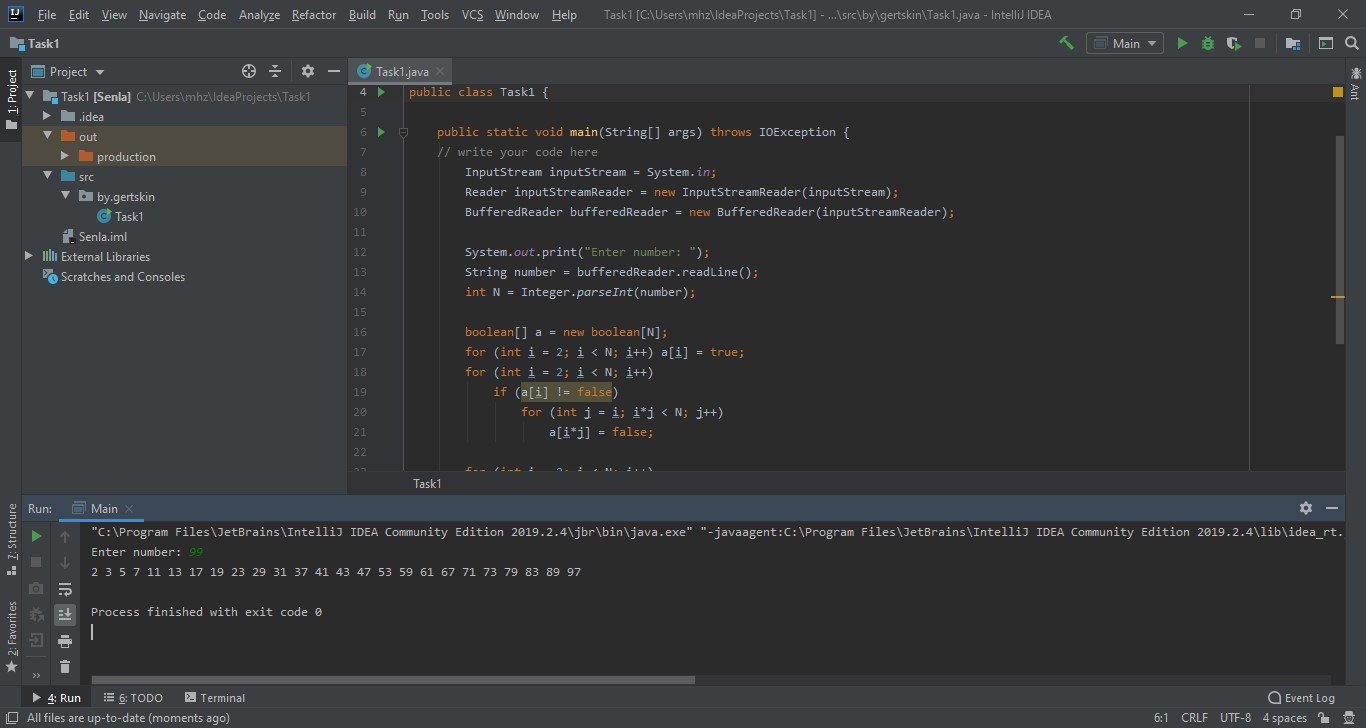 File Edit View Navigate Code Analyze Refactor Build Run Tools VCS Window Help Task1 [C:\Users\mhz\IdeaProjects\Task1] - ...\src\by\gertskin\Task1.java - IntelliJ IDEA
Task1 Main
Project Task1.java
1: Project
Ant
Task1 [Senla] C:\Users\mhz\IdeaProjects\Task1
.idea
out
production
src
by.gertskin
Task1
Senla.iml
External Libraries
Scratches and Consoles
4 public class Task1 {
5
6 public static void main(String[] args) throws IOException {
7 // write your code here
8 InputStream inputStream = System.in;
9 Reader inputStreamReader = new InputStreamReader(inputStream);
10 BufferedReader bufferedReader = new BufferedReader(inputStreamReader);
11
12 System.out.print("Enter number: ");
13 String number = bufferedReader.readLine();
14 int N = Integer.parseInt(number);
15
16 boolean[] a = new boolean[N];
17 for (int i = 2; i < N; i++) a[i] = true;
18 for (int i = 2; i < N; i++)
19 if (a[i] != false)
20 for (int j = i; i*j < N; j++)
21 a[i*j] = false;
22
23 for (int i = 2; i < N; i++)
Task1
7: Structure
2: Favorites
Run: Main
"C:\Program Files\JetBrains\IntelliJ IDEA Community Edition 2019.2.4\jbr\bin\java.exe" "-javaagent:C:\Program Files\JetBrains\IntelliJ IDEA Community Edition 2019.2.4\lib\idea_rt.
Enter number: 99
2 3 5 7 11 13 17 19 23 29 31 37 41 43 47 53 59 61 67 71 73 79 83 89 97
Process finished with exit code 0
4: Run 6: TODO Terminal Event Log
All files are up-to-date (moments ago) 6:1 CRLF UTF-8 4 spaces